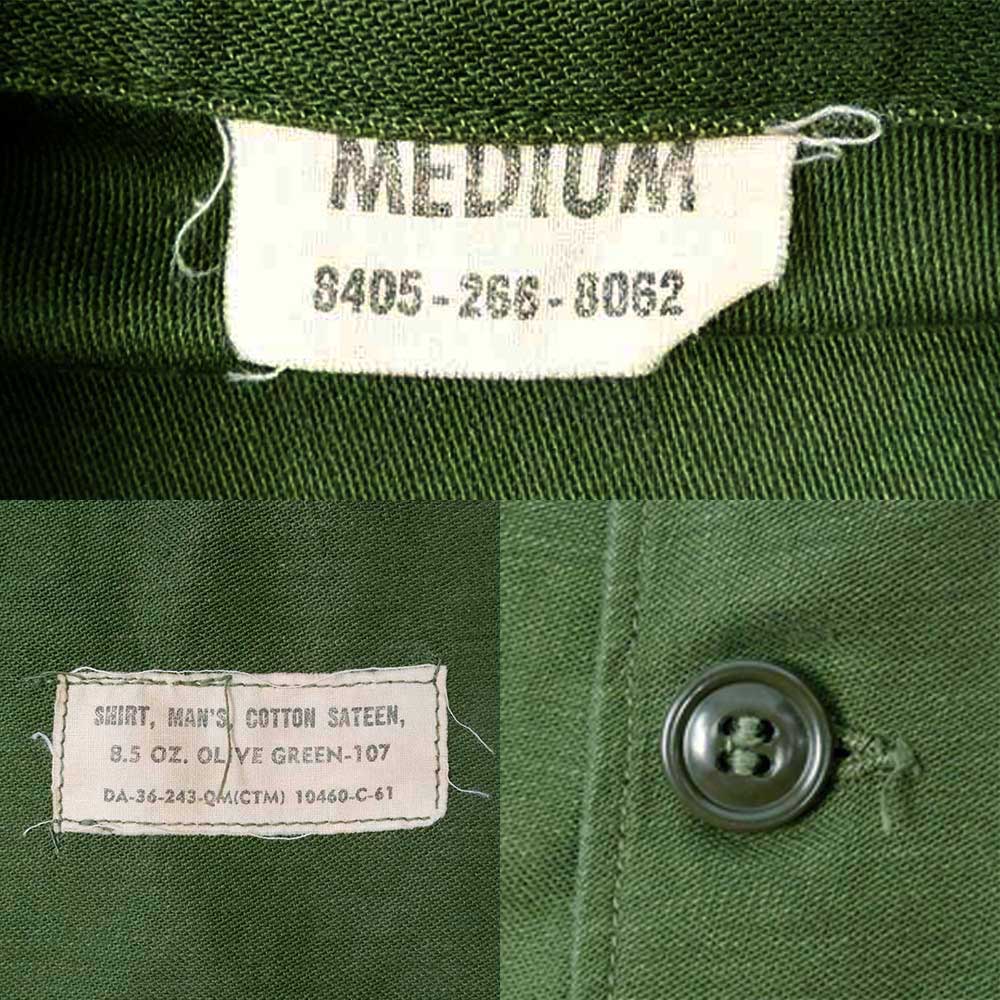 MEDIUM
8405-266-8062
SHIRT, MAN'S, COTTON SATEEN,
8.5 OZ. OLIVE GREEN-107
DA-36-243-QM(CTM) 10460-C-61